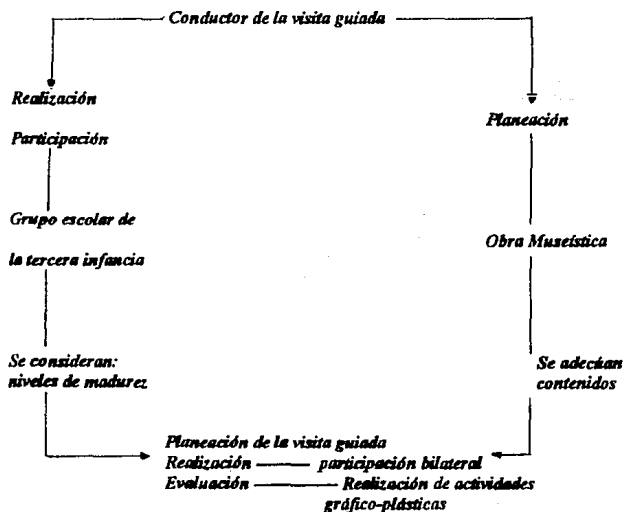 Conductor de la visita guiada
Realización
Participación
Planeación
Grupo escolar de
la tercera infancia
Obra Museística
Se consideran:
niveles de madurez
Se adecúan
contenidos
Planeación de la visita guiada
Realización participación bilateral
Evaluación Realización de actividades
gráfico-plásticas